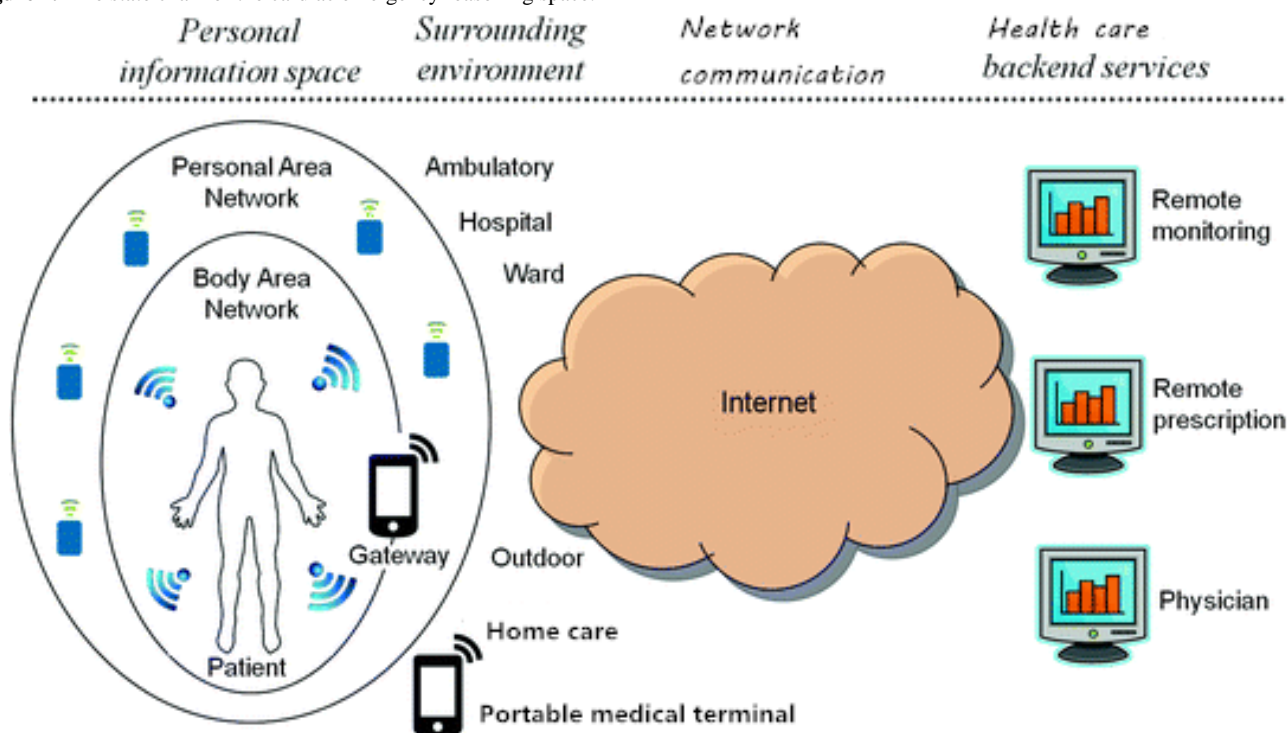 Personal
information space
Surrounding
environment
Network
communication
Health care
backend services
Personal Area
Network
Body Area
Network
Patient
Gateway
Ambulatory
Hospital
Ward
Outdoor
Home care
Portable medical terminal
Internet
Remote
monitoring
Remote
prescription
Physician